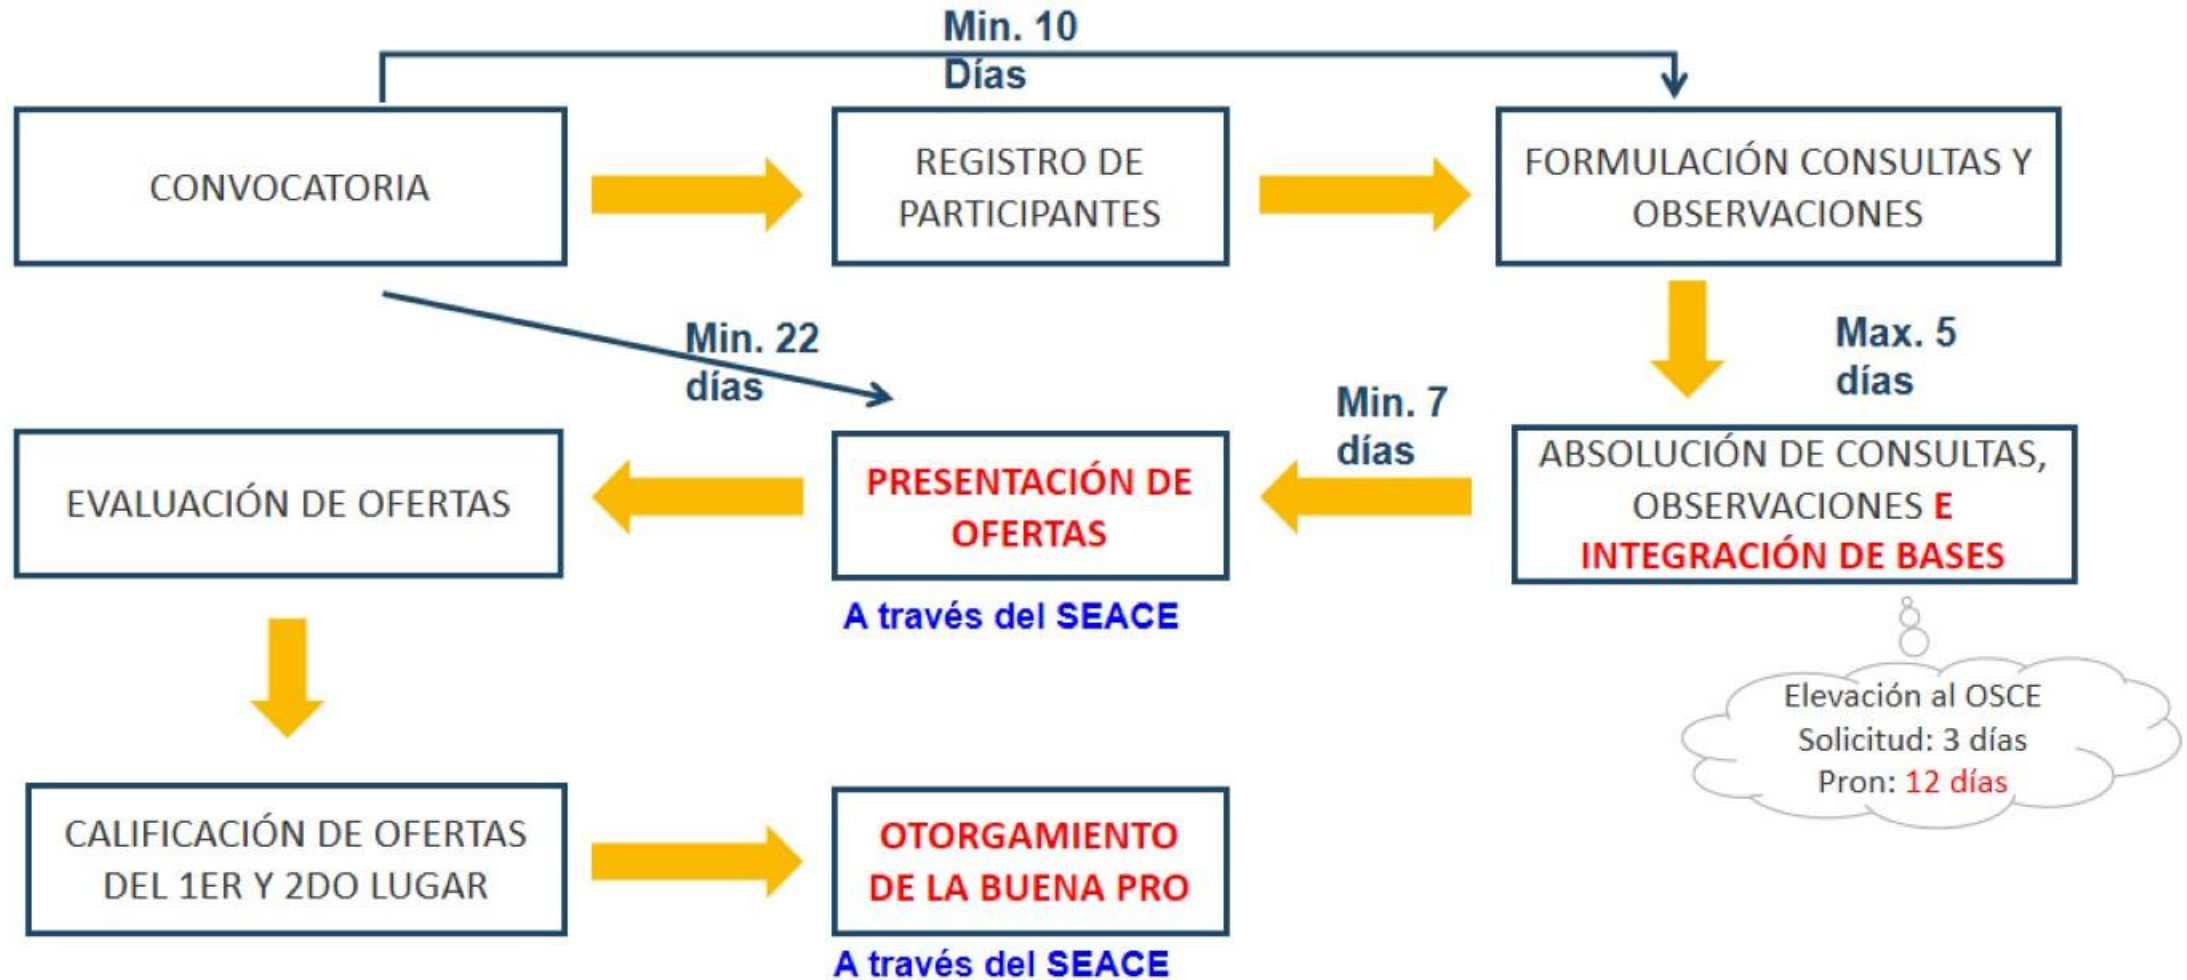 Min. 10
Días
CONVOCATORIA
REGISTRO DE
PARTICIPANTES
FORMULACIÓN CONSULTAS Y
OBSERVACIONES
Min. 22
días
Max. 5
días
Min. 7
días
EVALUACIÓN DE OFERTAS
PRESENTACIÓN DE
OFERTAS
A través del SEACE
ABSOLUCIÓN DE CONSULTAS,
OBSERVACIONES E
INTEGRACIÓN DE BASES
Elevación al OSCE
Solicitud: 3 días
Pron: 12 días
CALIFICACIÓN DE OFERTAS
DEL 1ER Y 2DO LUGAR
OTORGAMIENTO
DE LA BUENA PRO
A través del SEACE